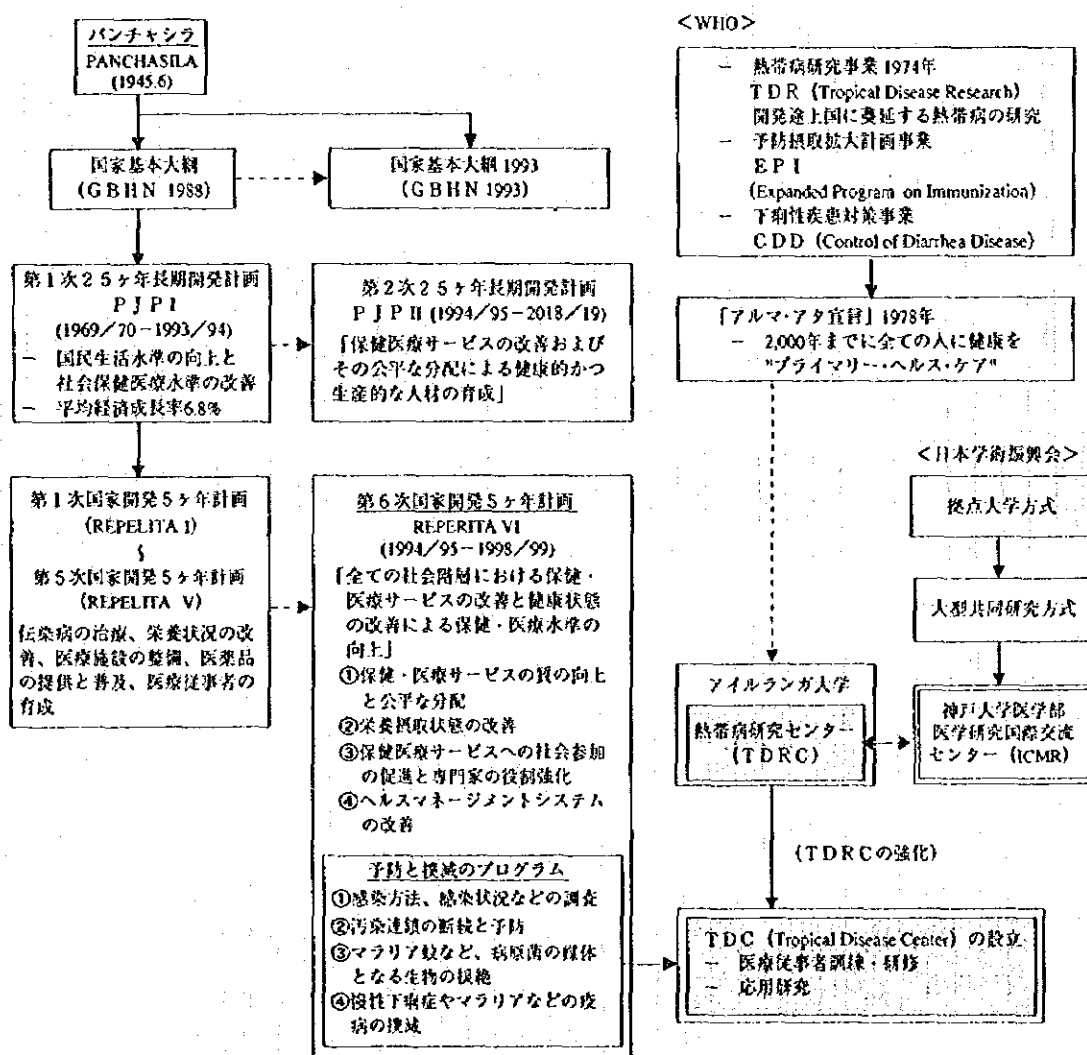 パンチャシラ
PANCHASILA
(1945.6)
国家基本大綱
(GBHN 1988)
国家基本大綱 1993
(GBHN 1993)
第1次25ヶ年長期開発計画
PJPI
(1969/70-1993/94)
- 国民生活水準の向上と
社会保健医療水準の改善
- 平均経済成長率6.8%
第2次25ヶ年長期開発計画
PJPII (1994/95-2018/19)
「保健医療サービスの改善および
その公平な分配による健康的かつ
生産的な人材の育成」
第1次国家開発5ヶ年計画
(REPELITA I)
〜
第5次国家開発5ヶ年計画
(REPELITA V)
伝染病の治療、栄養状況の改
善、医療施設の整備、医薬品
の提供と普及、医療従事者の
育成
第6次国家開発5ヶ年計画
REPERITA VI
(1994/95-1998/99)
「全ての社会階層における保健・
医療サービスの改善と健康状態
の改善による保健・医療水準の
向上」
①保健・医療サービスの質の向上
と公平な分配
②栄養摂取状態の改善
③保健医療サービスへの社会参加
の促進と専門家の役割強化
④ヘルスマネージメントシステム
の改善
予防と撲滅のプログラム
①感染方法、感染状況などの調査
②汚染連鎖の断続と予防
③マラリア蚊など、病原菌の媒体
となる生物の撲絶
④慢性下痢症やマラリアなどの疫
病の撲滅
<WHO>
- 熱帯病研究事業 1974年
TDR (Tropical Disease Research)
開発途上国に蔓延する熱帯病の研究
- 予防摂取拡大計画事業
EPI
(Expanded Program on Immunization)
- 下痢性疾患対策事業
CDD (Control of Diarrhea Disease)
「アルマ・アタ宣言」1978年
- 2,000年までに全ての人に健康を
"プライマリー・ヘルス・ケア"
<日本学術振興会>
拠点大学方式
大型共同研究方式
神戸大学医学部
医学研究国際交流
センター (ICMR)
アイルランガ大学
熱帯病研究センター
(TDRC)
(TDRCの強化)
TDC (Tropical Disease Center) の設立
- 医療従事者訓練・研修
- 応用研究